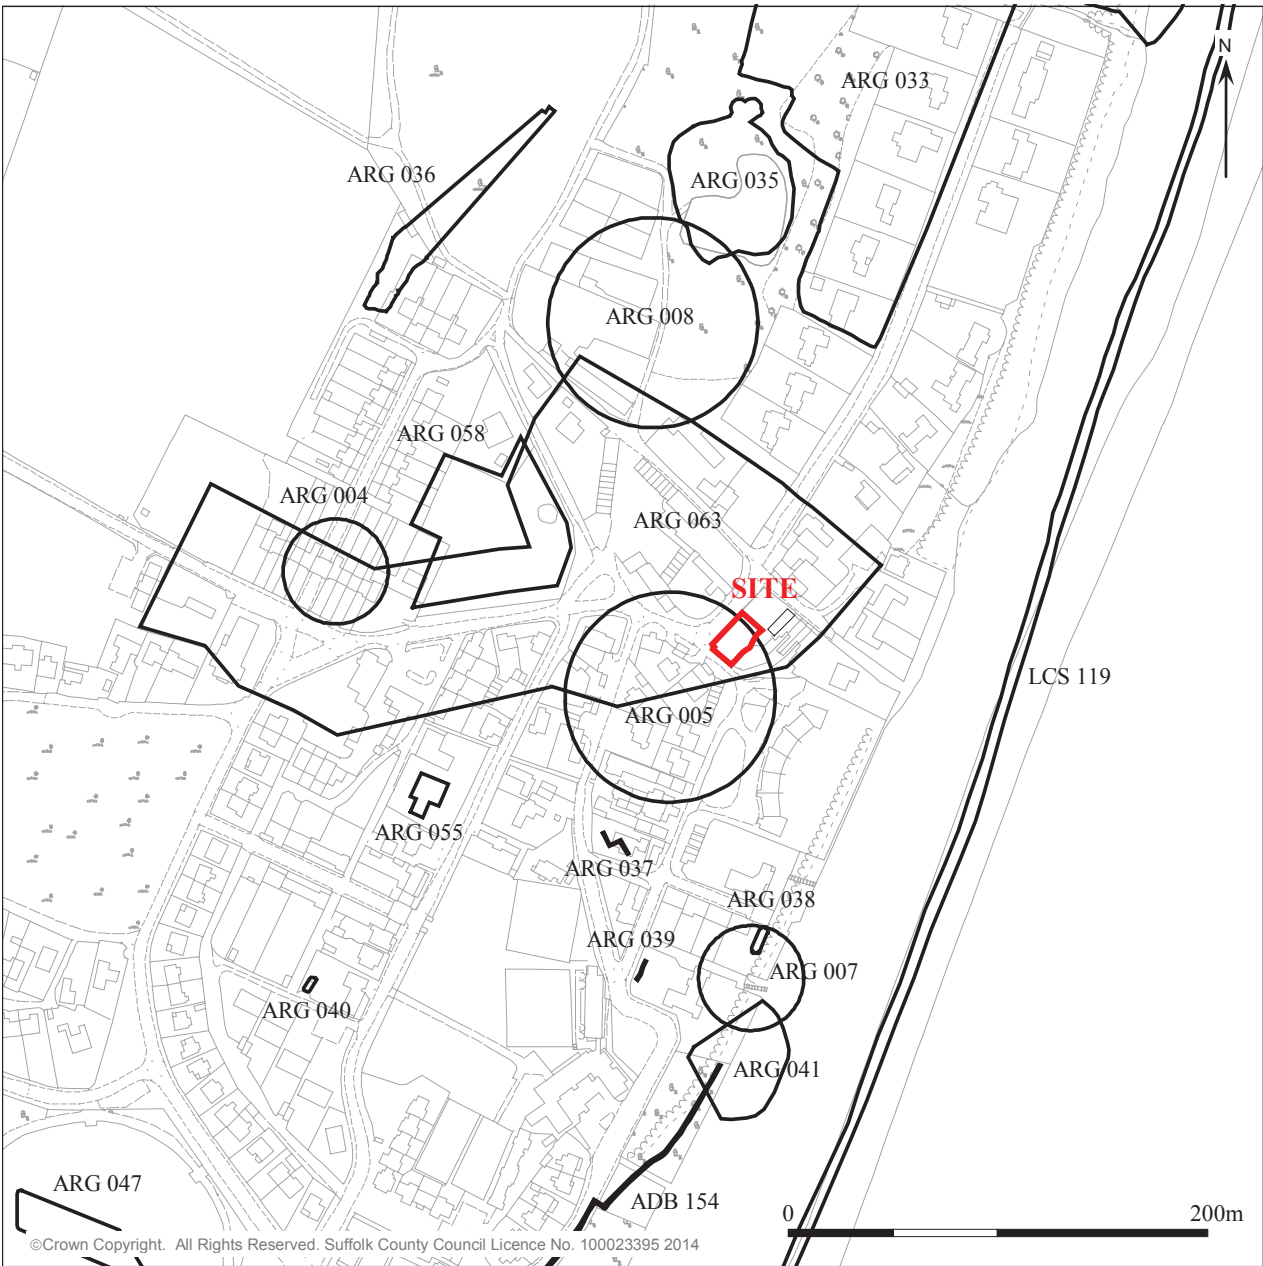 N
ARG 033
ARG 036
ARG 035
ARG 008
ARG 058
ARG 004
ARG 063
SITE
LCS 119
ARG 005
ARG 055
ARG 037
ARG 038
ARG 039
ARG 007
ARG 040
ARG 041
ARG 047
ADB 154
0 200m
©Crown Copyright. All Rights Reserved. Suffolk County Council Licence No. 100023395 2014